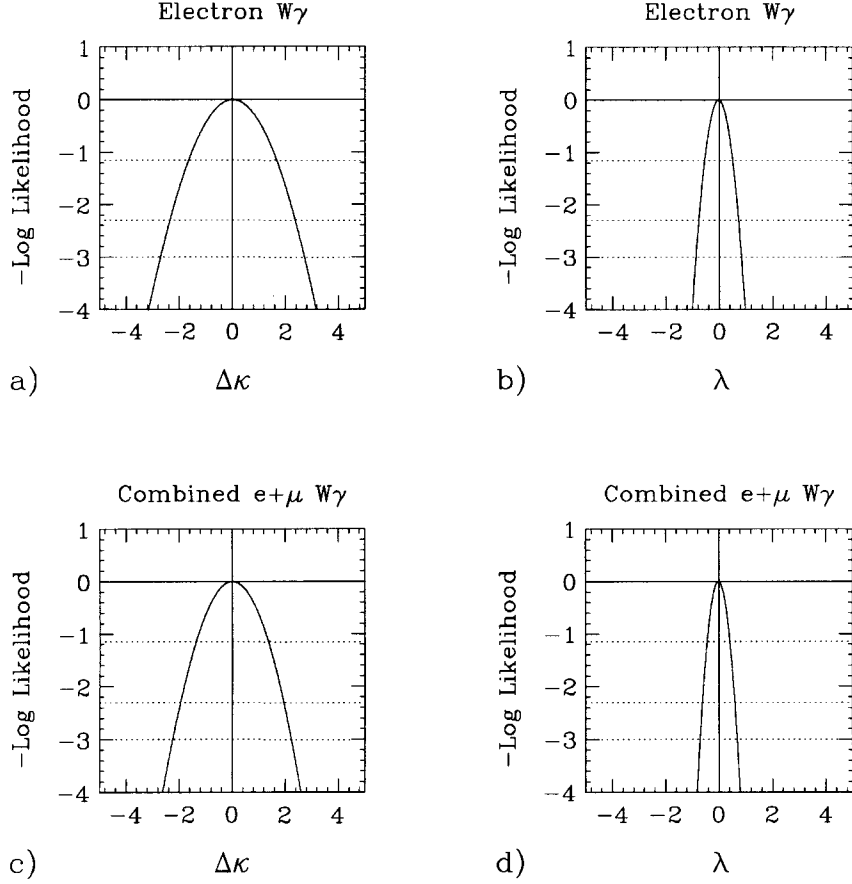 Electron Wγ
−Log Likelihood
1
0
−1
−2
−3
−4
−4 −2 0 2 4
a) Δκ
Electron Wγ
−Log Likelihood
1
0
−1
−2
−3
−4
−4 −2 0 2 4
b) λ
Combined e+μ Wγ
−Log Likelihood
1
0
−1
−2
−3
−4
−4 −2 0 2 4
c) Δκ
Combined e+μ Wγ
−Log Likelihood
1
0
−1
−2
−3
−4
−4 −2 0 2 4
d) λ